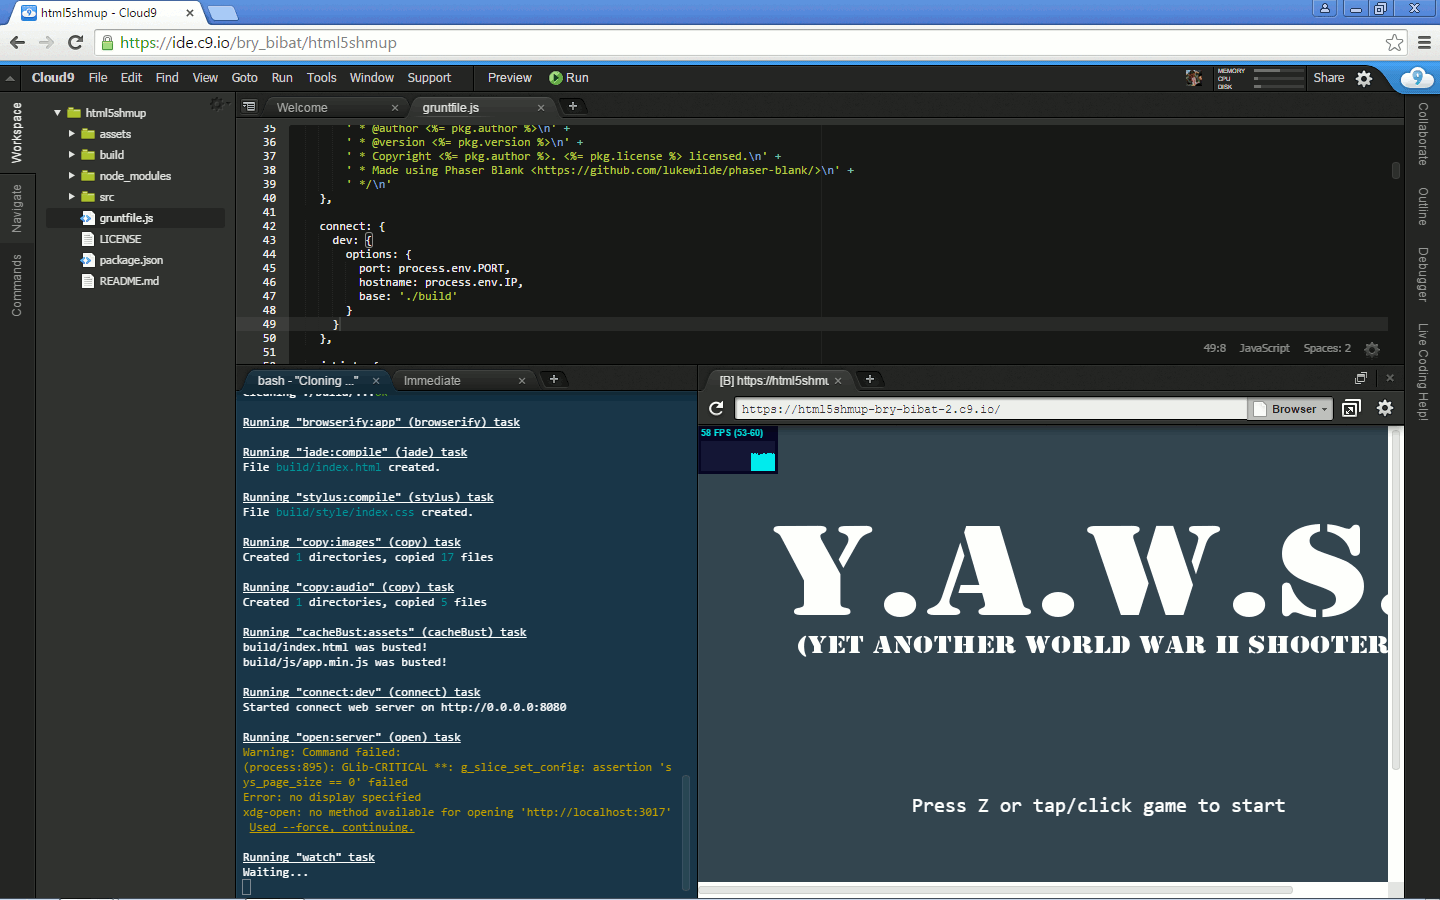 html5shmup - Cloud9
https://ide.c9.io/bry_bibat/html5shmup
Cloud9 File Edit Find View Goto Run Tools Window Support Preview Run
MEMORY
CPU
DISK
Share
Workspace
Navigate
Commands
html5shmup
assets
build
node_modules
src
gruntfile.js
LICENSE
package.json
README.md
Welcome
gruntfile.js
35 ' * @author <%= pkg.author %>\n' +
36 ' * @version <%= pkg.version %>\n' +
37 ' * Copyright <%= pkg.author %>. <%= pkg.license %> licensed.\n' +
38 ' * Made using Phaser Blank <https://github.com/lukewilde/phaser-blank/>\n' +
39 ' */\n'
40 },
41
42 connect: {
43 dev: {
44 options: {
45 port: process.env.PORT,
46 hostname: process.env.IP,
47 base: './build'
48 }
49 }
50 },
51
49:8 JavaScript Spaces: 2
Collaborate
Outline
Debugger
Live Coding Help!
bash - "Cloning ..."
Immediate
Running "browserify:app" (browserify) task
Running "jade:compile" (jade) task
File build/index.html created.
Running "stylus:compile" (stylus) task
File build/style/index.css created.
Running "copy:images" (copy) task
Created 1 directories, copied 17 files
Running "copy:audio" (copy) task
Created 1 directories, copied 5 files
Running "cacheBust:assets" (cacheBust) task
build/index.html was busted!
build/js/app.min.js was busted!
Running "connect:dev" (connect) task
Started connect web server on http://0.0.0.0:8080
Running "open:server" (open) task
Warning: Command failed:
(process:895): GLib-CRITICAL **: g_slice_set_config: assertion 's
ys_page_size == 0' failed
Error: no display specified
xdg-open: no method available for opening 'http://localhost:3017'
Used --force, continuing.
Running "watch" task
Waiting...
[B] https://html5shmu
https://html5shmup-bry-bibat-2.c9.io/
Browser
58 FPS (53-60)
Y.A.W.S.
(YET ANOTHER WORLD WAR II SHOOTER
Press Z or tap/click game to start